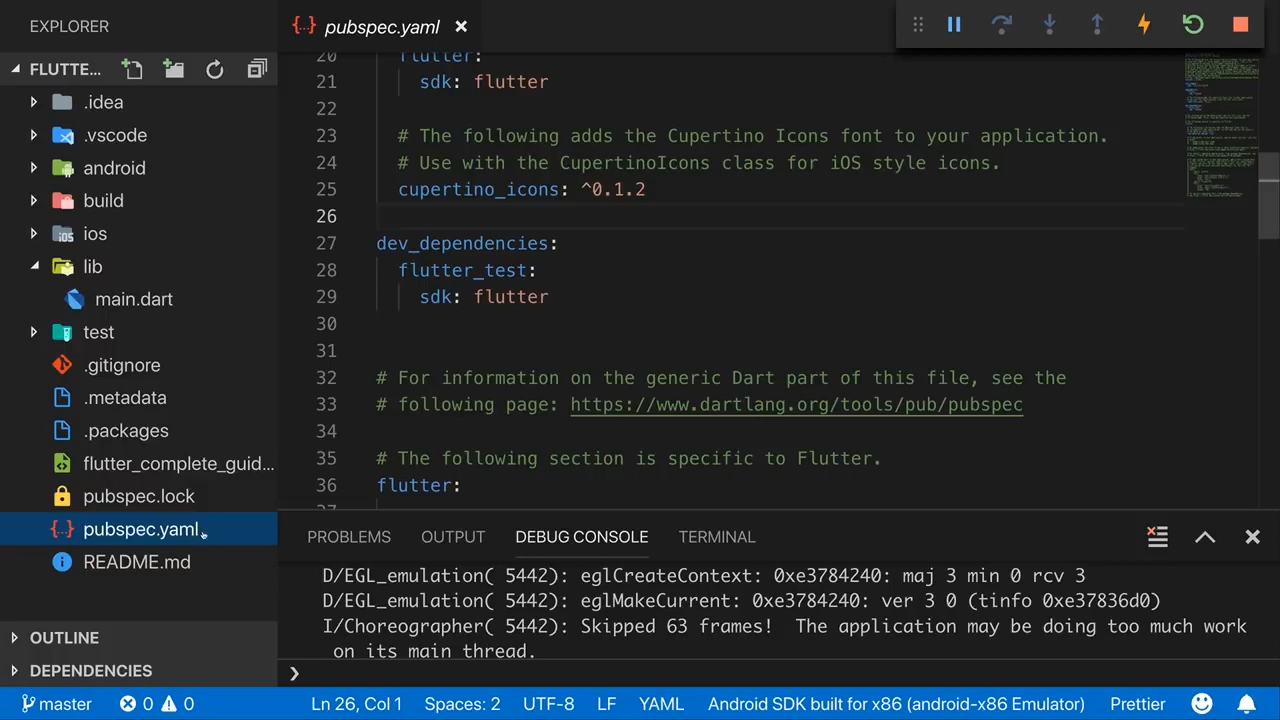 EXPLORER
pubspec.yaml
FLUTTE...
.idea
.vscode
android
build
ios
lib
main.dart
test
.gitignore
.metadata
.packages
flutter_complete_guid...
pubspec.lock
pubspec.yaml
README.md
OUTLINE
DEPENDENCIES
20 flutter:
21 sdk: flutter
22
23 # The following adds the Cupertino Icons font to your application.
24 # Use with the CupertinoIcons class for iOS style icons.
25 cupertino_icons: ^0.1.2
26
27 dev_dependencies:
28 flutter_test:
29 sdk: flutter
30
31
32 # For information on the generic Dart part of this file, see the
33 # following page: https://www.dartlang.org/tools/pub/pubspec
34
35 # The following section is specific to Flutter.
36 flutter:
37
PROBLEMS OUTPUT DEBUG CONSOLE TERMINAL
D/EGL_emulation( 5442): eglCreateContext: 0xe3784240: maj 3 min 0 rcv 3
D/EGL_emulation( 5442): eglMakeCurrent: 0xe3784240: ver 3 0 (tinfo 0xe37836d0)
I/Choreographer( 5442): Skipped 63 frames!  The application may be doing too much work
on its main thread.
master 0 0 Ln 26, Col 1 Spaces: 2 UTF-8 LF YAML Android SDK built for x86 (android-x86 Emulator) Prettier